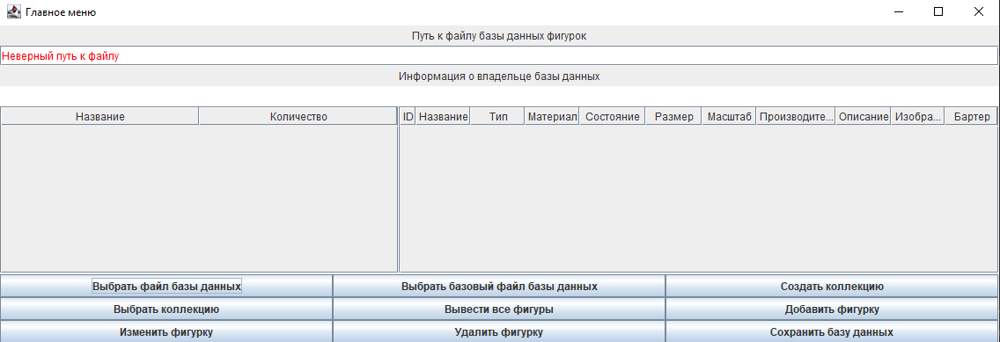 Главное меню
Путь к файлу базы данных фигурок
Неверный путь к файлу
Информация о владельце базы данных
Название Количество ID Название Тип Материал Состояние Размер Масштаб Производите... Описание Изобра... Бартер
Выбрать файл базы данных Выбрать базовый файл базы данных Создать коллекцию
Выбрать коллекцию Вывести все фигуры Добавить фигурку
Изменить фигурку Удалить фигурку Сохранить базу данных